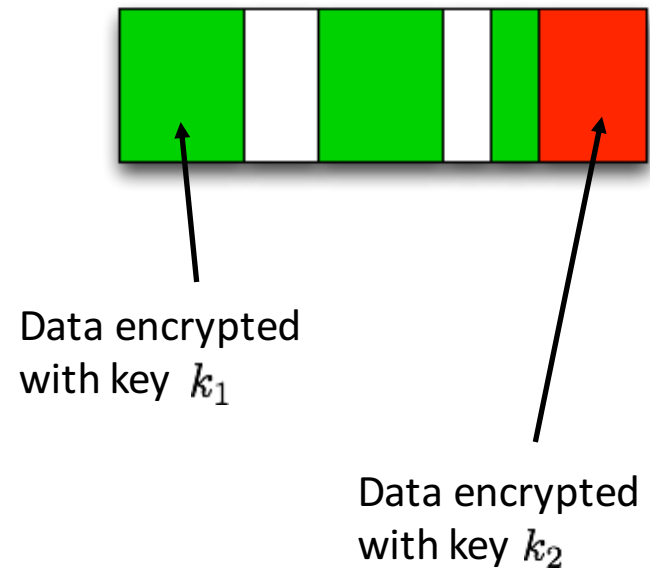 Data encrypted
with key k₁
Data encrypted
with key k₂